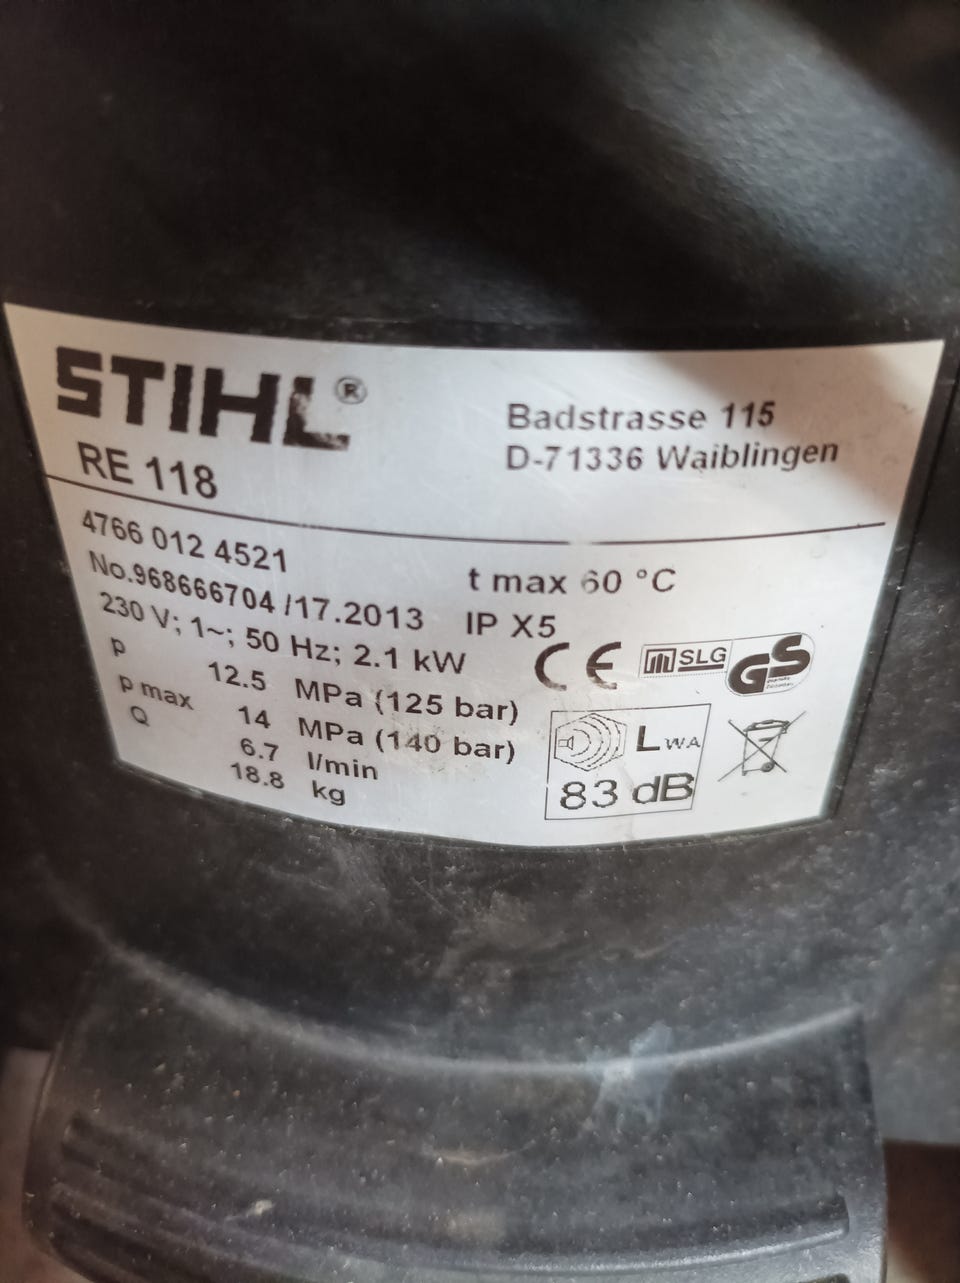 STIHL®
RE 118
Badstrasse 115
D-71336 Waiblingen
4766 012 4521
No.968666704 /17.2013
230 V; 1~; 50 Hz; 2.1 kW
p 12.5 MPa (125 bar)
p max 14 MPa (140 bar)
Q 6.7 l/min
18.8 kg
t max 60 °C
IP X5
CE
SLG
GS
LWA
83 dB